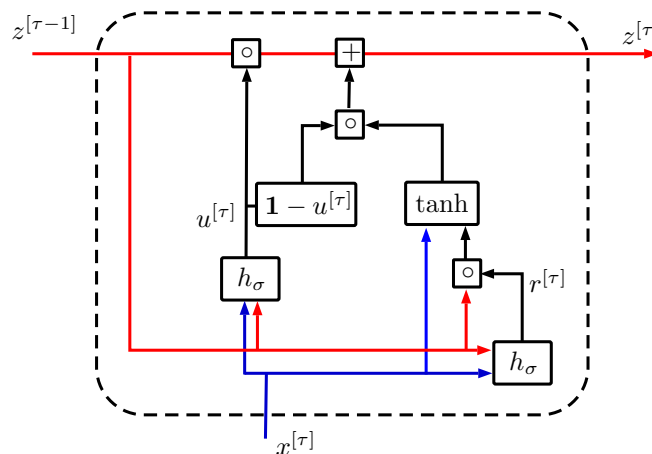 z^{[τ−1]}
z^{[τ
∘
+
∘
u^{[τ]}
1 − u^{[τ]}
tanh
h_σ
∘
r^{[τ]}
h_σ
x^{[τ]}